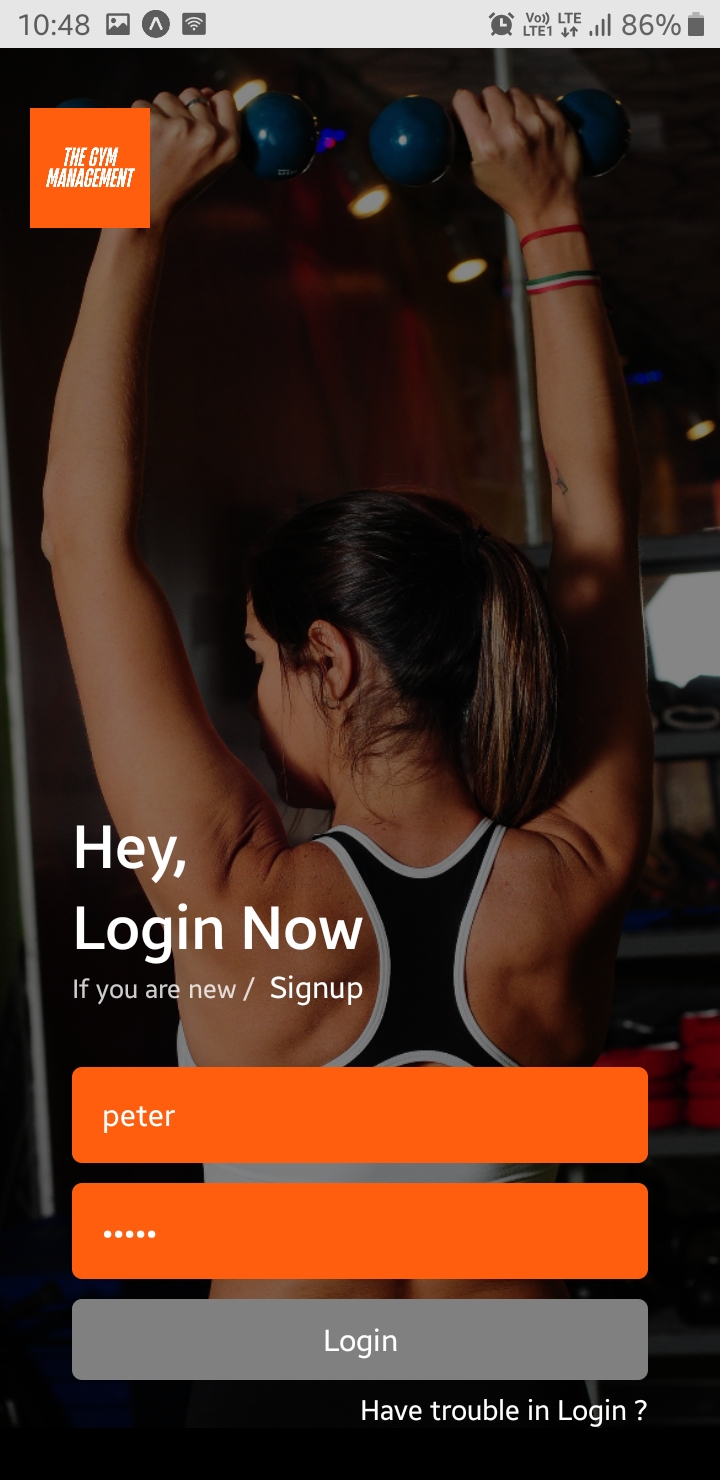 10:48
Vo)) LTE1 LTE 86%
THE GYM
MANAGEMENT
Hey,
Login Now
If you are new / Signup
peter
•••••
Login
Have trouble in Login ?